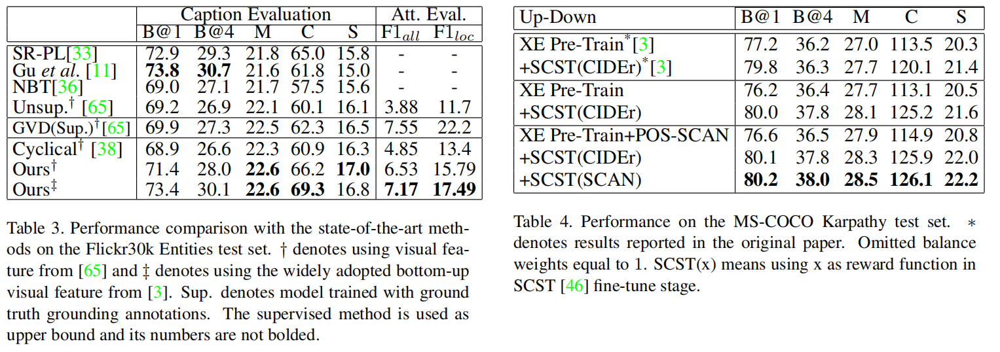 Caption Evaluation Att. Eval.
B@1 B@4 M C S F1all F1loc
SR-PL[33] 72.9 29.3 21.8 65.0 15.8 - -
Gu et al. [11] 73.8 30.7 21.6 61.8 15.0 - -
NBT[36] 69.0 27.1 21.7 57.5 15.6 - -
Unsup.† [65] 69.2 26.9 22.1 60.1 16.1 3.88 11.7
GVD(Sup.)†[65] 69.9 27.3 22.5 62.3 16.5 7.55 22.2
Cyclical† [38] 68.9 26.6 22.3 60.9 16.3 4.85 13.4
Ours† 71.4 28.0 22.6 66.2 17.0 6.53 15.79
Ours‡ 73.4 30.1 22.6 69.3 16.8 7.17 17.49
Table 3. Performance comparison with the state-of-the-art meth-
ods on the Flickr30k Entities test set. † denotes using visual fea-
ture from [65] and ‡ denotes using the widely adopted bottom-up
visual feature from [3]. Sup. denotes model trained with ground
truth grounding annotations. The supervised method is used as
upper bound and its numbers are not bolded.
Up-Down B@1 B@4 M C S
XE Pre-Train*[3] 77.2 36.2 27.0 113.5 20.3
+SCST(CIDEr)*[3] 79.8 36.3 27.7 120.1 21.4
XE Pre-Train 76.2 36.4 27.7 113.1 20.5
+SCST(CIDEr) 80.0 37.8 28.1 125.2 21.6
XE Pre-Train+POS-SCAN 76.6 36.5 27.9 114.9 20.8
+SCST(CIDEr) 80.1 37.8 28.3 125.9 22.0
+SCST(SCAN) 80.2 38.0 28.5 126.1 22.2
Table 4. Performance on the MS-COCO Karpathy test set. *
denotes results reported in the original paper. Omitted balance
weights equal to 1. SCST(x) means using x as reward function in
SCST [46] fine-tune stage.